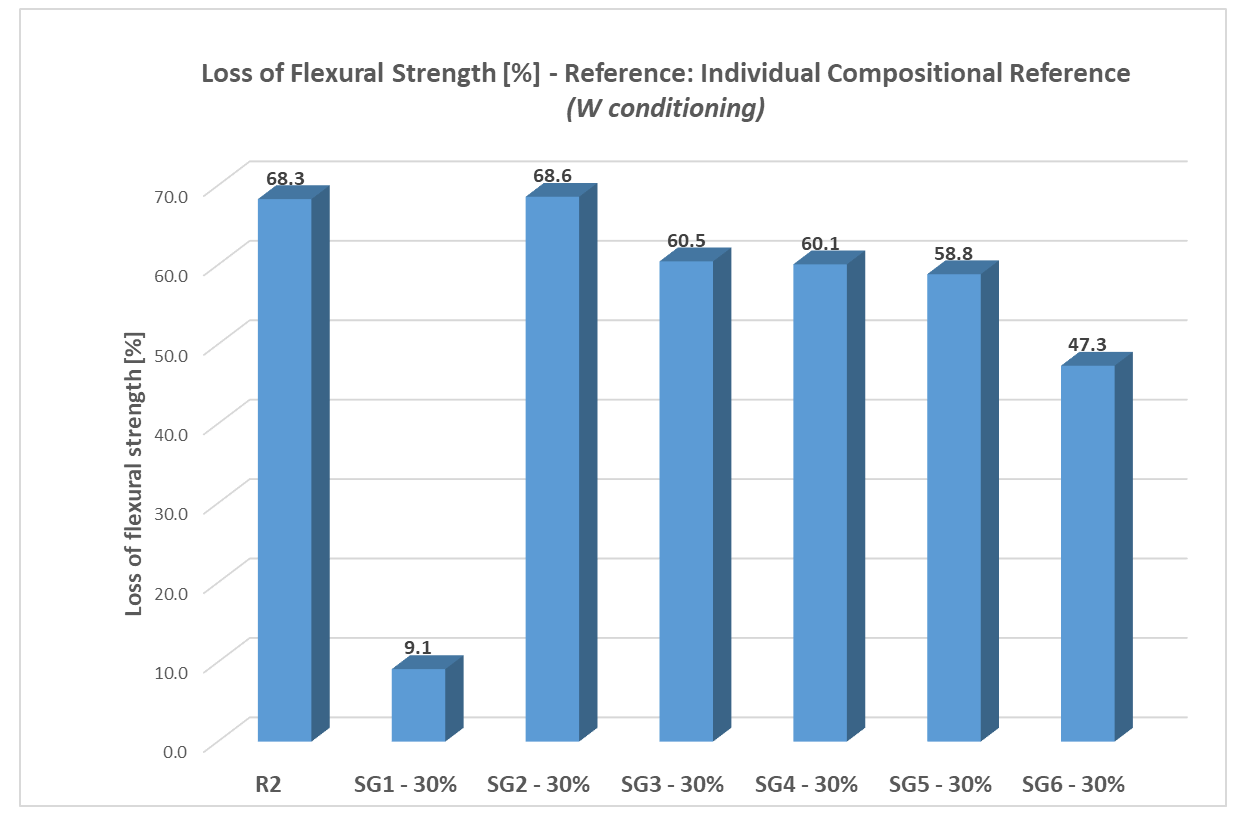 Loss of Flexural Strength [%] - Reference: Individual Compositional Reference
(W conditioning)
Loss of flexural strength [%]
70.0
60.0
50.0
40.0
30.0
20.0
10.0
0.0
68.3
9.1
68.6
60.5
60.1
58.8
47.3
R2
SG1 - 30%
SG2 - 30%
SG3 - 30%
SG4 - 30%
SG5 - 30%
SG6 - 30%